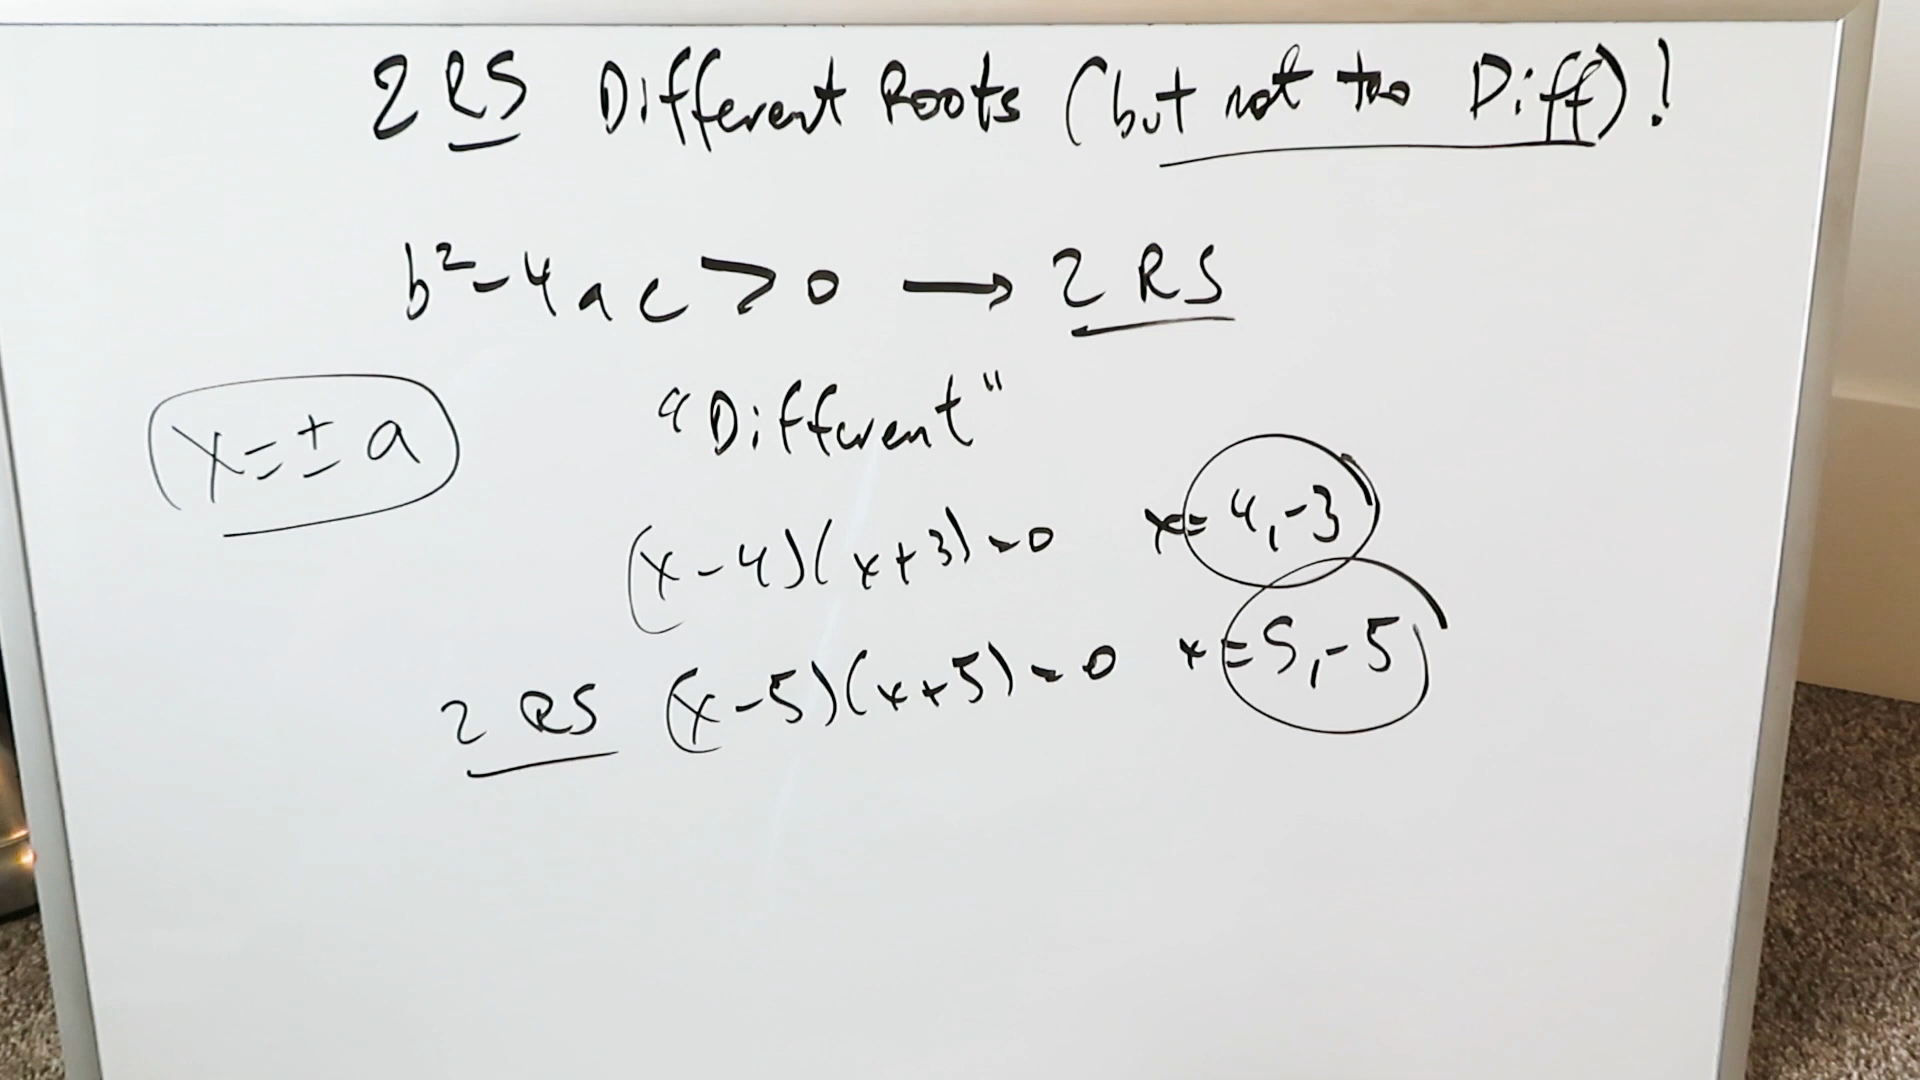 2 RS Different Roots (but not too Diff)!
b²-4ac>0 → 2 RS
x=±a
"Different"
(x-4)(x+3)=0 x=4,-3
2 RS (x-5)(x+5)=0 x=5,-5